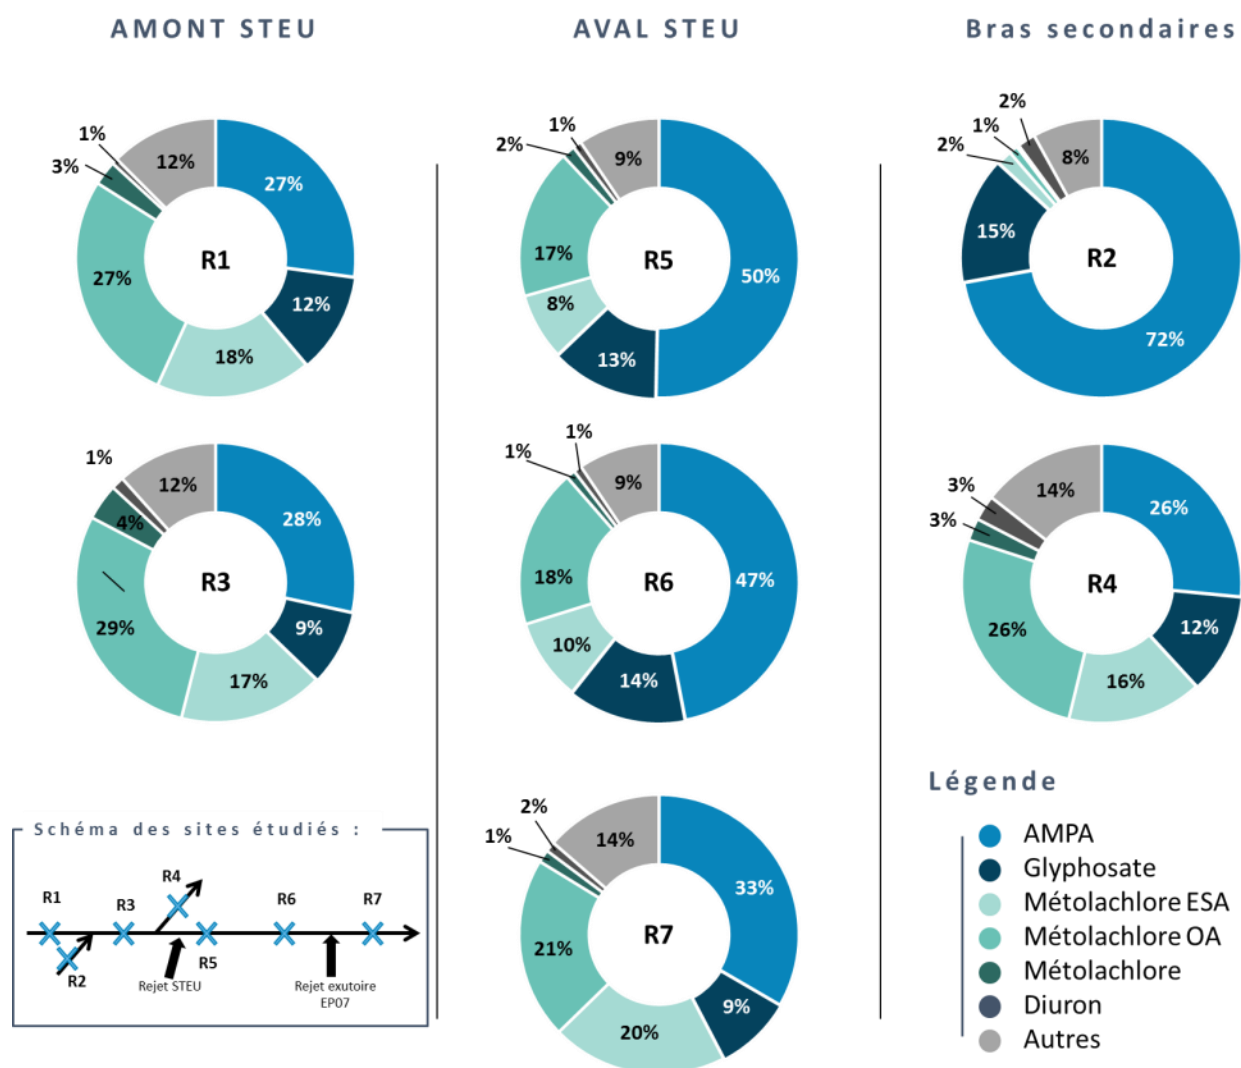 AMONT STEU
AVAL STEU
Bras secondaires
1%
3%
12%
27%
27%
12%
18%
R1
1%
2%
9%
17%
50%
8%
13%
R5
2%
1%
2%
8%
15%
72%
R2
1%
12%
4%
28%
29%
9%
17%
R3
1%
1%
9%
18%
47%
10%
14%
R6
3%
3%
14%
26%
26%
12%
16%
R4
2%
1%
14%
33%
21%
9%
20%
R7
Légende
AMPA
Glyphosate
Métolachlore ESA
Métolachlore OA
Métolachlore
Diuron
Autres
Schéma des sites étudiés :
R1
R2
R3
R4
R5
R6
R7
Rejet STEU
Rejet exutoire
EP07